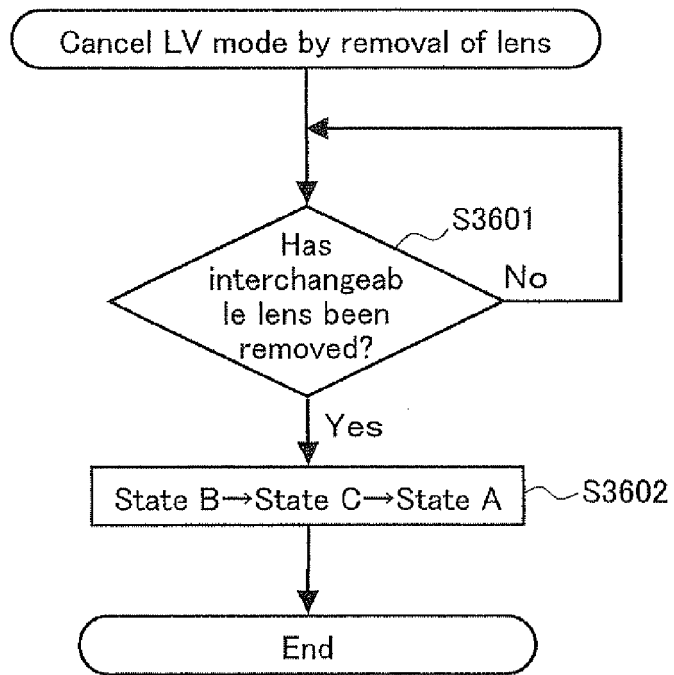 Cancel LV mode by removal of lens
S3601
Has
interchangeab
le lens been
removed?
No
Yes
State B→State C→State A
S3602
End